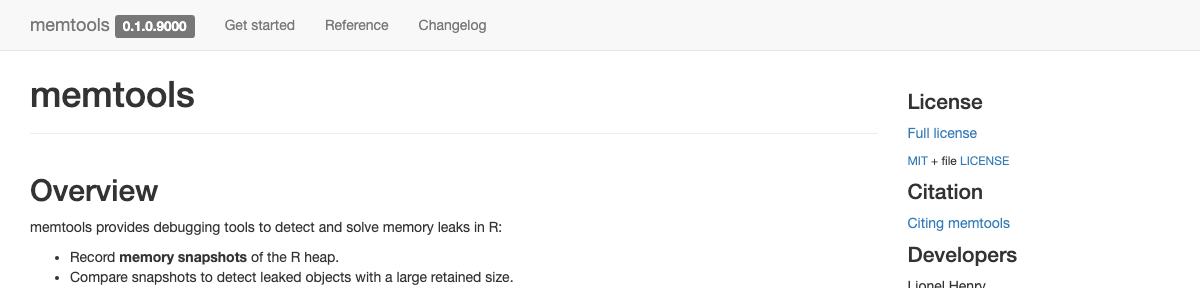 memtools 0.1.0.9000 Get started Reference Changelog
memtools
Overview
memtools provides debugging tools to detect and solve memory leaks in R:
• Record memory snapshots of the R heap.
• Compare snapshots to detect leaked objects with a large retained size.
License
Full license
MIT + file LICENSE
Citation
Citing memtools
Developers
Lionel Henry